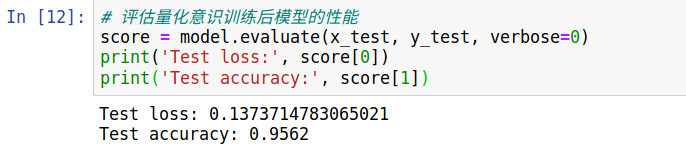 In [12]: # 评估量化意识训练后模型的性能
score = model.evaluate(x_test, y_test, verbose=0)
print('Test loss:', score[0])
print('Test accuracy:', score[1])
Test loss: 0.1373714783065021
Test accuracy: 0.9562